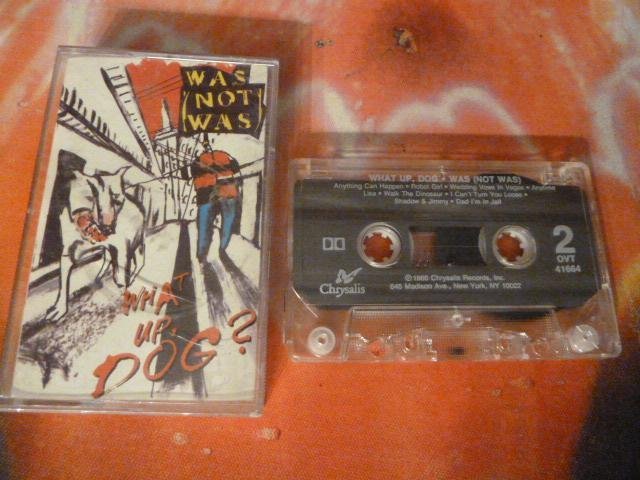 WAS
(NOT
WAS)
WHAT
UP,
DOG?
WHAT UP, DOG • WAS (NOT WAS)
Anything Can Happen • Robot Girl • Wedding Vows In Vegas • Anytime
Lisa • Walk The Dinosaur • I Can't Turn You Loose •
Shadow & Jimmy • Dad I'm In Jail
2
OVT
41664
Chrysalis
©1988 Chrysalis Records, Inc.
645 Madison Ave., New York, NY 10022